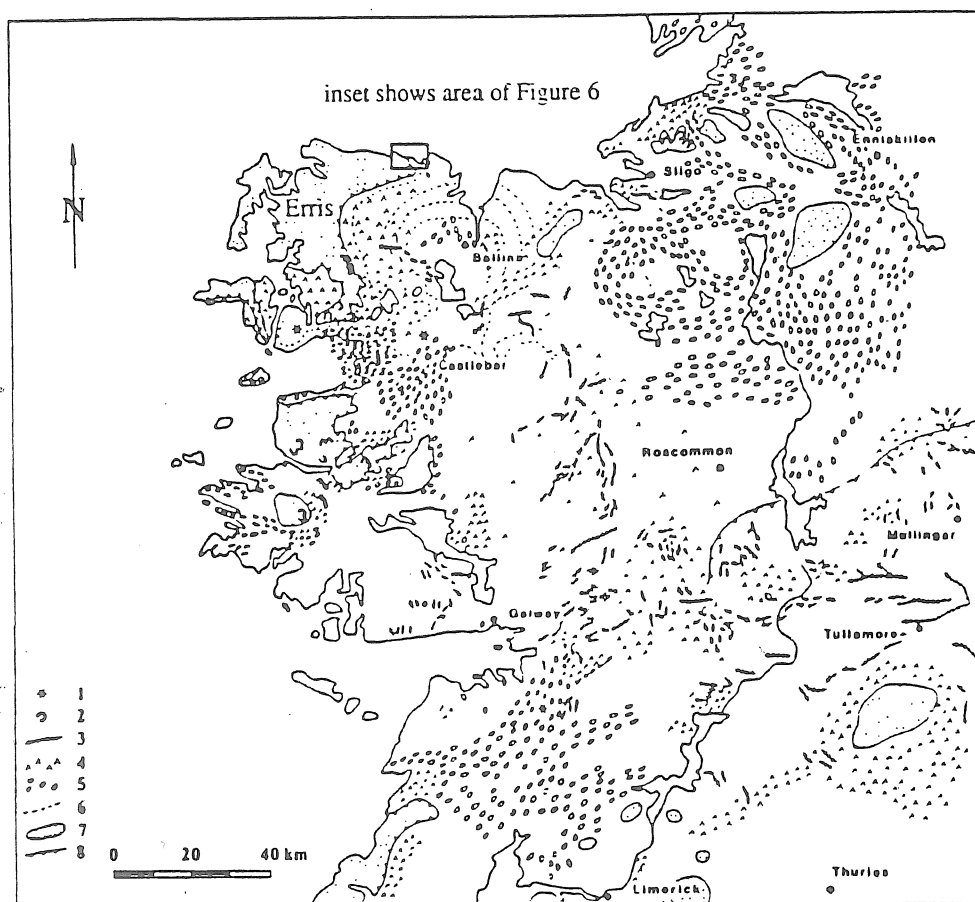 inset shows area of Figure 6
Enniskillen
Sligo
N
Erris
Ballina
Castlebar
Roscommon
Mullingar
Galway
Tullamore
1
2
3
4
5
6
7
8
0 20 40 km
Limerick
Thurles